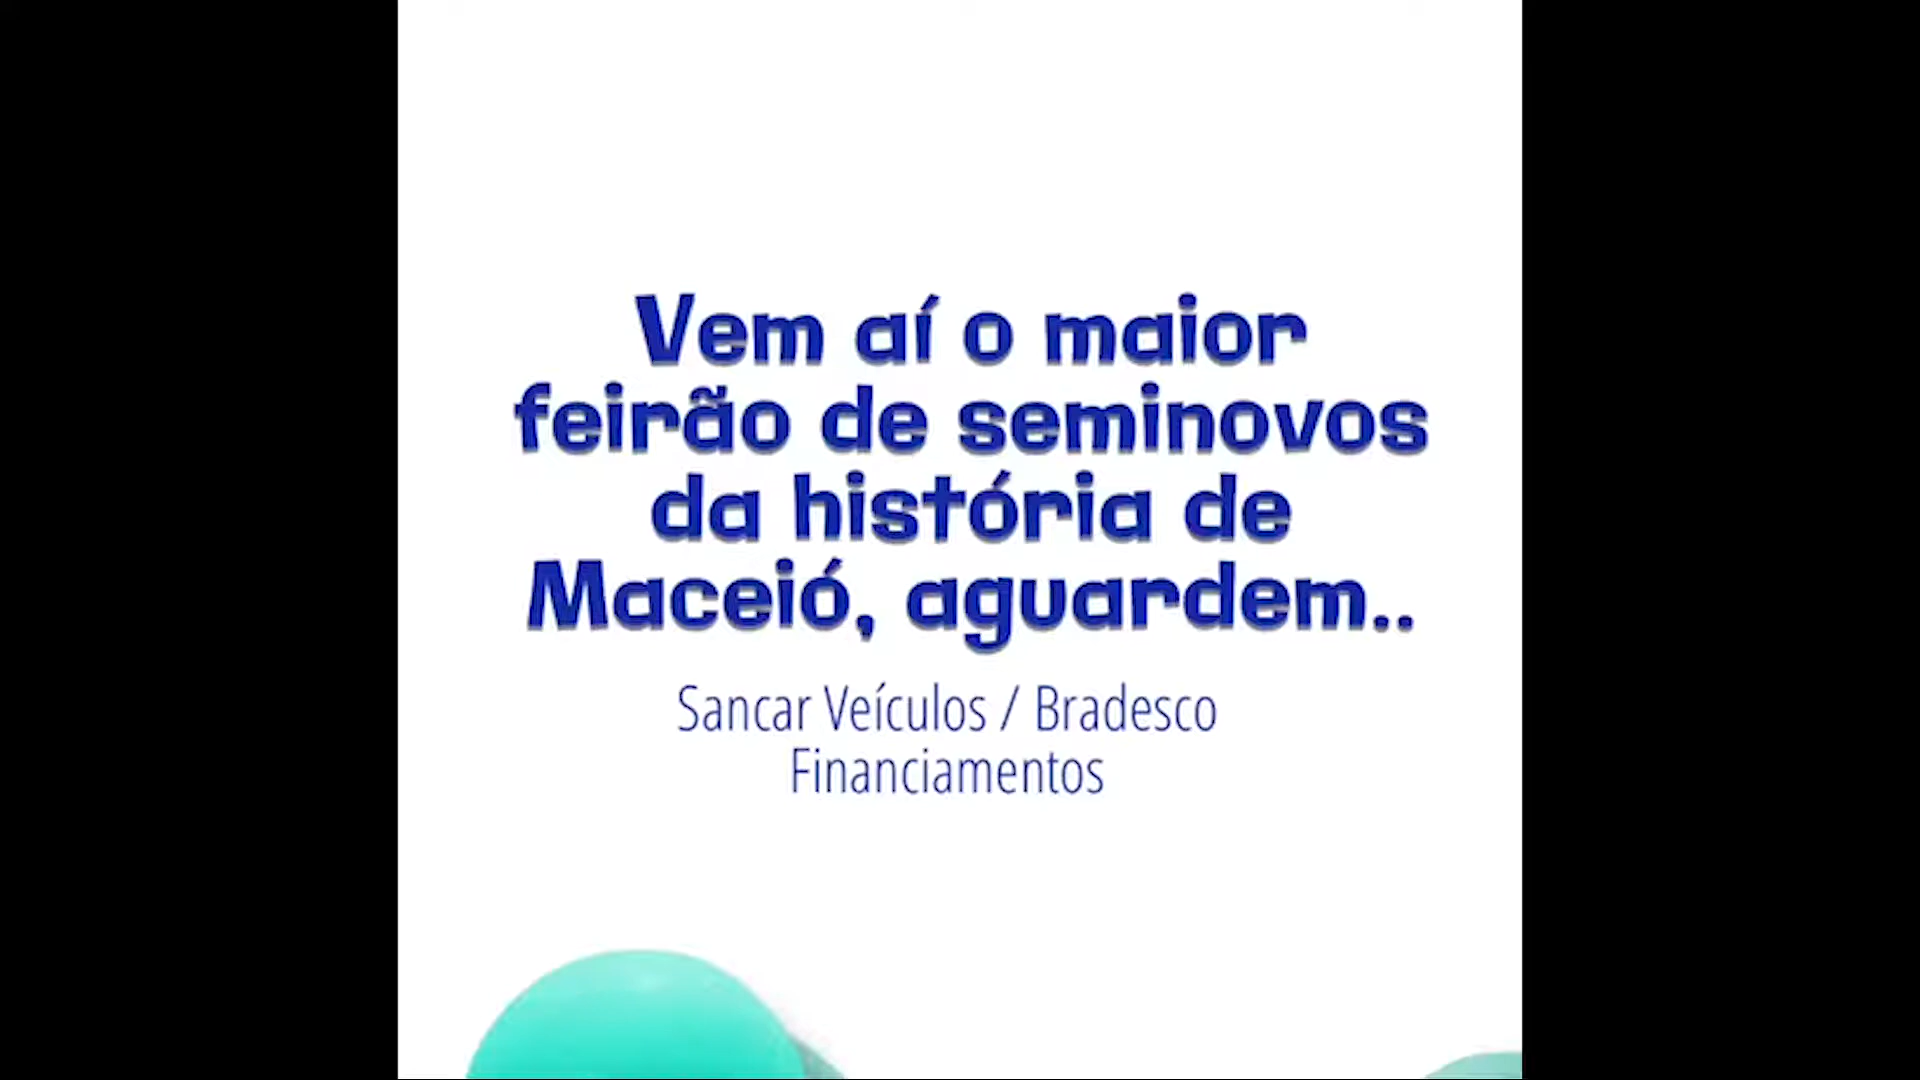 Vem aí o maior
feirão de seminovos
da história de
Maceió, aguardem..
Sancar Veículos / Bradesco
Financiamentos